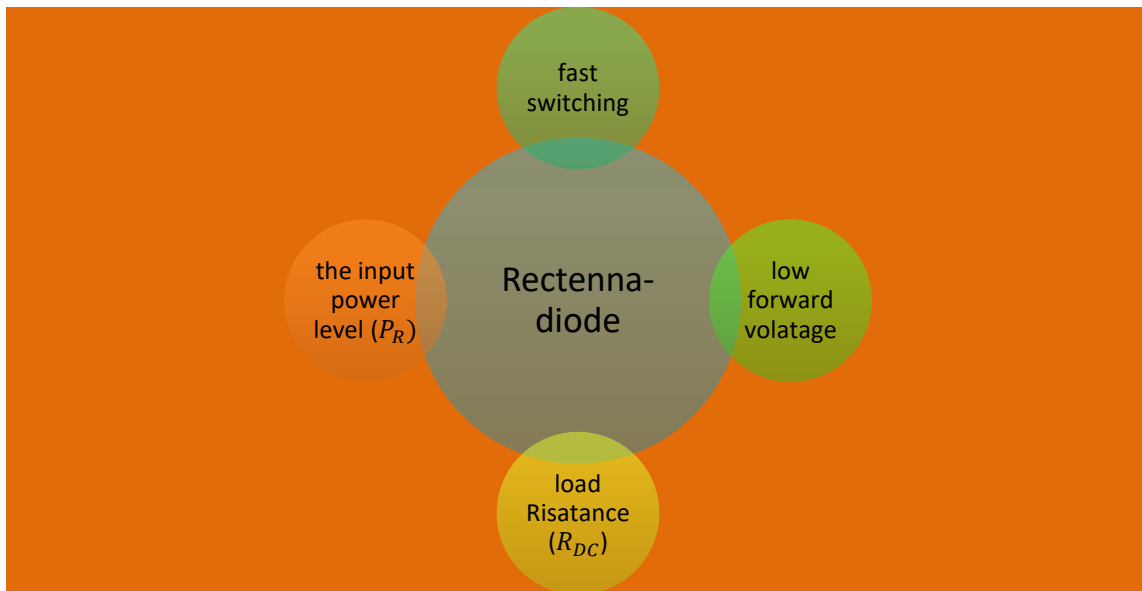 fast
switching
the input
power
level (P_R)
Rectenna-
diode
low
forward
volatage
load
Risatance
(R_DC)